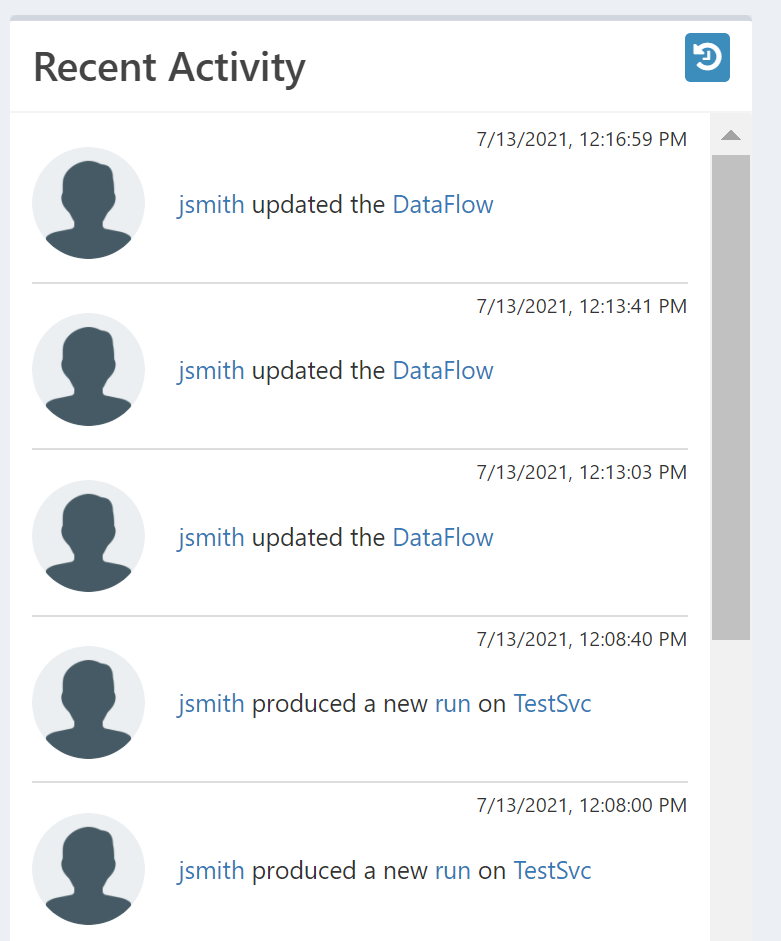 Recent Activity
7/13/2021, 12:16:59 PM
jsmith updated the DataFlow
7/13/2021, 12:13:41 PM
jsmith updated the DataFlow
7/13/2021, 12:13:03 PM
jsmith updated the DataFlow
7/13/2021, 12:08:40 PM
jsmith produced a new run on TestSvc
7/13/2021, 12:08:00 PM
jsmith produced a new run on TestSvc